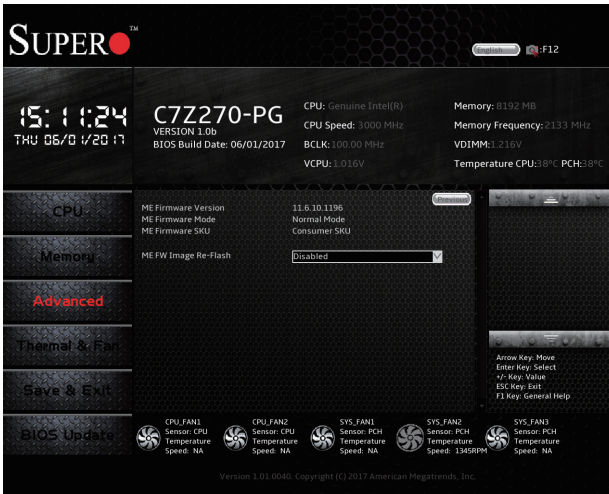 SUPER TM
English :F12
15:11:24
THU 06/01/2017
C7Z270-PG
VERSION 1.0b
BIOS Build Date: 06/01/2017
CPU: Genuine Intel(R)
CPU Speed: 3000 MHz
BCLK:100.00 MHz
VCPU:1.016V
Memory: 8192 MB
Memory Frequency:2133 MHz
VDIMM:1.216V
Temperature CPU:38°C PCH:38°C
CPU
Memory
Advanced
Thermal & Fan
Save & Exit
BIOS Update
Previous
ME Firmware Version 11.6.10.1196
ME Firmware Mode Normal Mode
ME Firmware SKU Consumer SKU
ME FW Image Re-Flash Disabled
Arrow Key: Move
Enter Key: Select
+/- Key: Value
ESC Key: Exit
F1 Key: General Help
CPU_FAN1
Sensor: CPU
Temperature
Speed: NA
CPU_FAN2
Sensor: CPU
Temperature
Speed: NA
SYS_FAN1
Sensor: PCH
Temperature
Speed: NA
SYS_FAN2
Sensor: PCH
Temperature
Speed: 1345RPM
SYS_FAN3
Sensor: PCH
Temperature
Speed: NA
Version 1.01.0040. Copyright (C) 2017 American Megatrends, Inc.